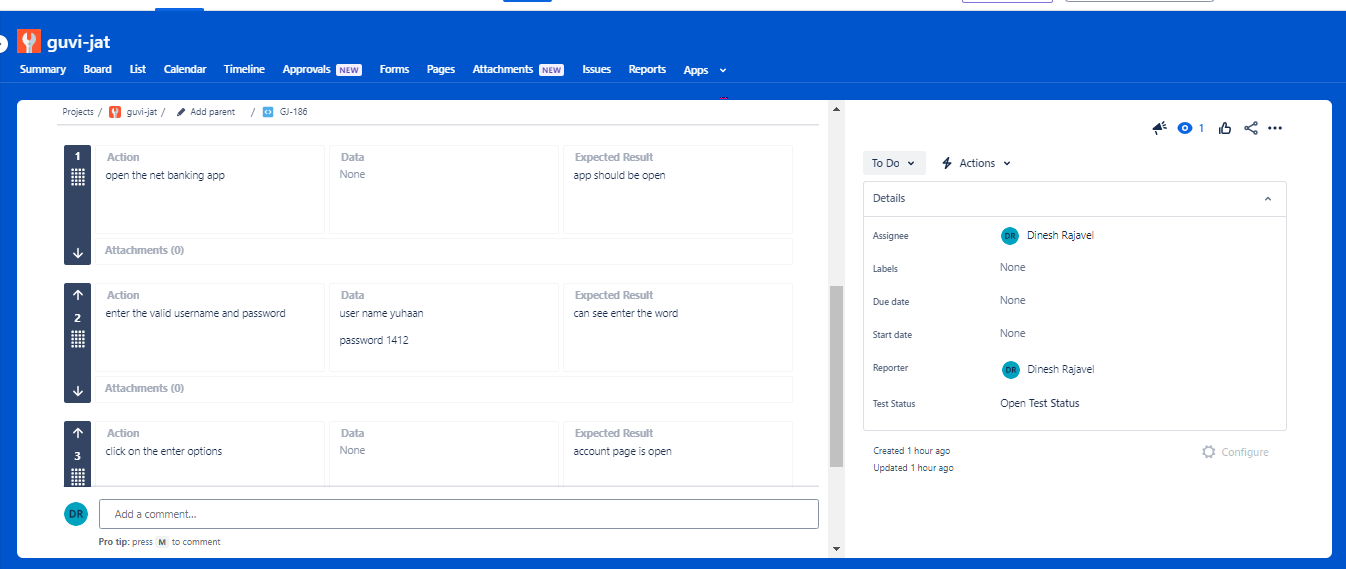 guvi-jat
Summary Board List Calendar Timeline Approvals NEW Forms Pages Attachments NEW Issues Reports Apps
Projects / guvi-jat / Add parent / GJ-186
1
Action
open the net banking app
Data
None
Expected Result
app should be open
Attachments (0)
2
Action
enter the valid username and password
Data
user name yuhaan
password 1412
Expected Result
can see enter the word
Attachments (0)
3
Action
click on the enter options
Data
None
Expected Result
account page is open
DR
Add a comment...
Pro tip: press M to comment
1
To Do Actions
Details
Assignee DR Dinesh Rajavel
Labels None
Due date None
Start date None
Reporter DR Dinesh Rajavel
Test Status Open Test Status
Created 1 hour ago
Updated 1 hour ago
Configure